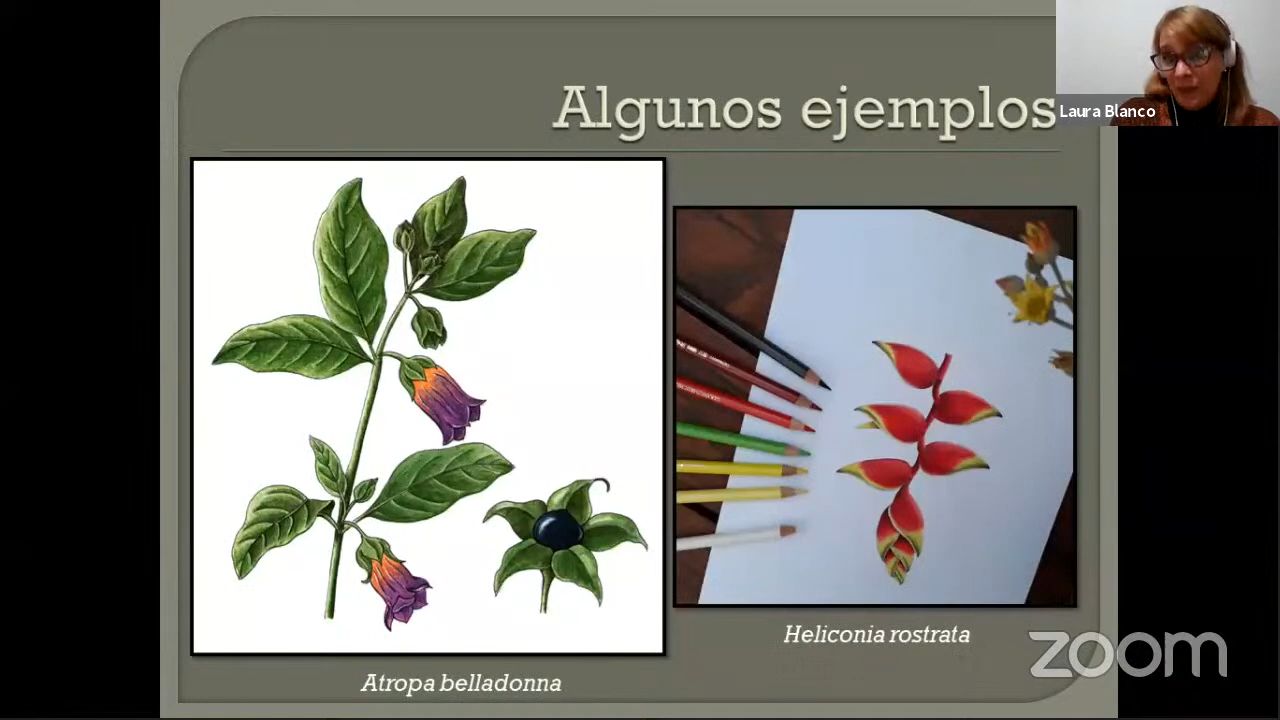 Algunos ejemplos
Laura Blanco
Heliconia rostrata
Atropa belladonna
zoom